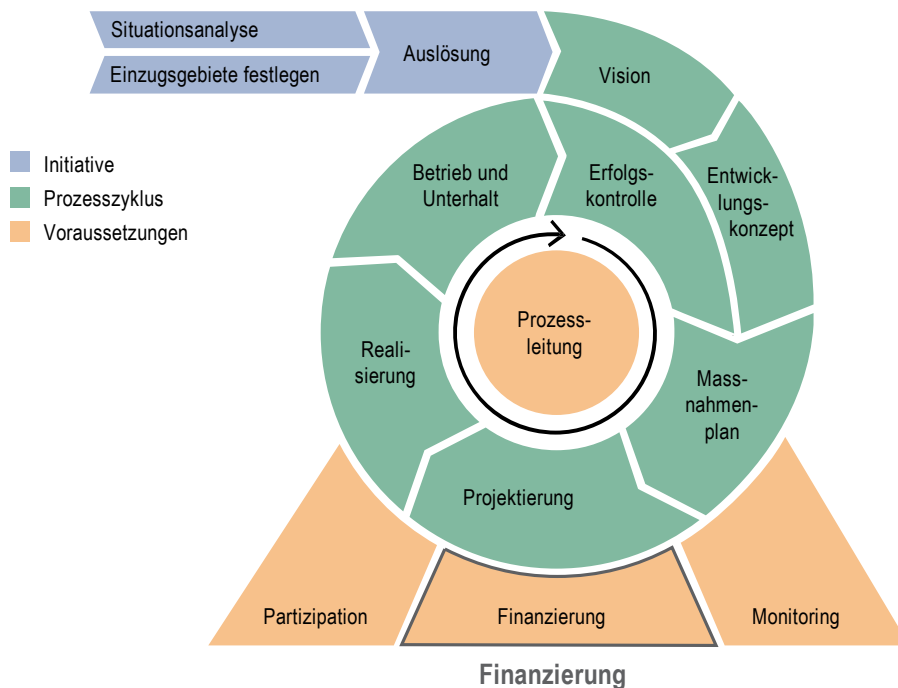 Situationsanalyse
Einzugsgebiete festlegen
Auslösung
Vision
Entwick-
lungs-
konzept
Initiative
Prozesszyklus
Voraussetzungen
Betrieb und
Unterhalt
Erfolgs-
kontrolle
Prozess-
leitung
Reali-
sierung
Mass-
nahmen-
plan
Projektierung
Partizipation
Finanzierung
Monitoring
Finanzierung